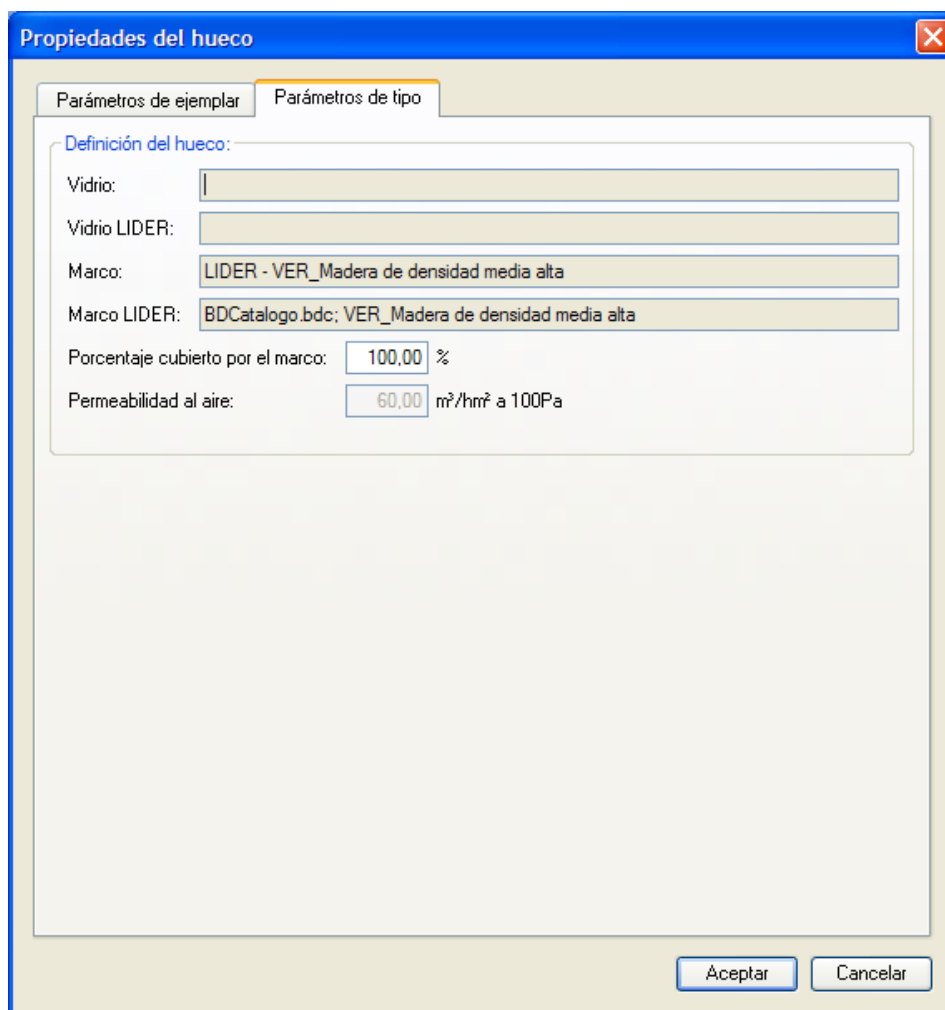 Propiedades del hueco
Parámetros de ejemplar
Parámetros de tipo
Definición del hueco:
Vidrio:
Vidrio LIDER:
Marco: LIDER - VER_Madera de densidad media alta
Marco LIDER: BDCatalogo.bdc; VER_Madera de densidad media alta
Porcentaje cubierto por el marco: 100,00 %
Permeabilidad al aire: 60,00 m³/hm² a 100Pa
Aceptar Cancelar